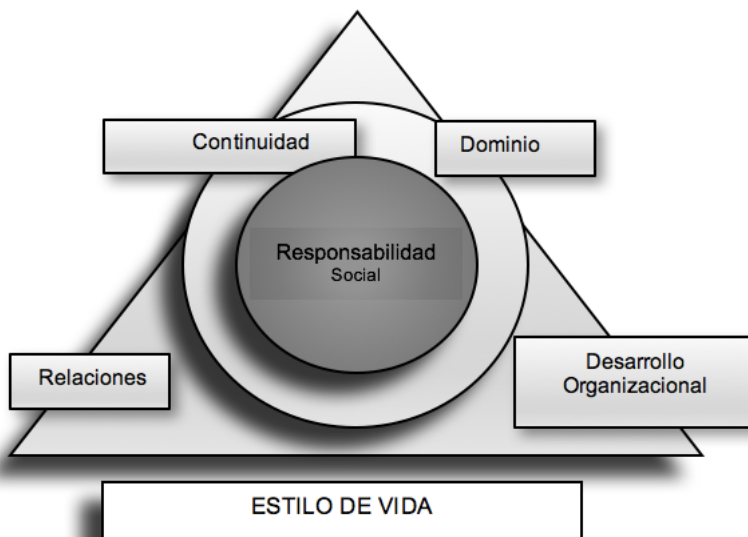 Continuidad
Dominio
Responsabilidad
Social
Relaciones
Desarrollo
Organizacional
ESTILO DE VIDA